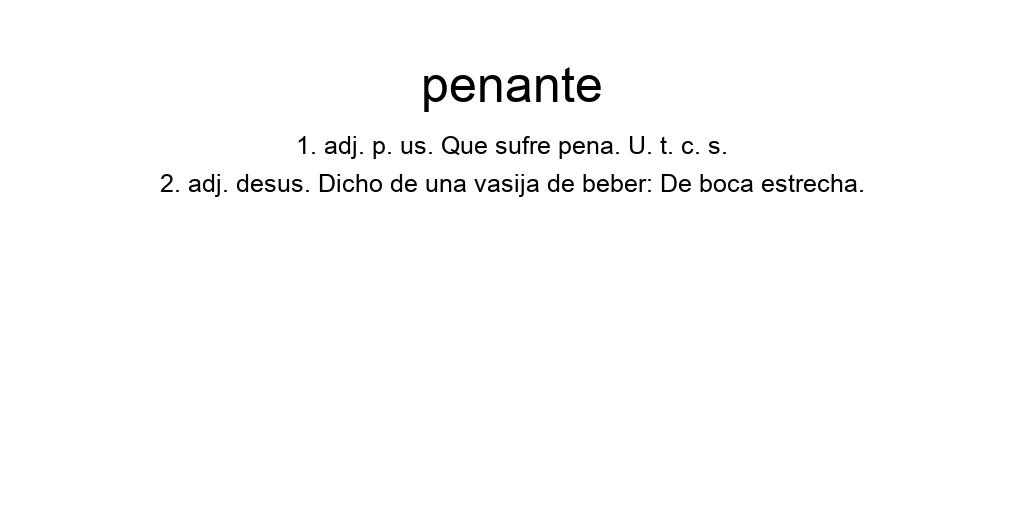 penante
1. adj. p. us. Que sufre pena. U. t. c. s.
2. adj. desus. Dicho de una vasija de beber: De boca estrecha.